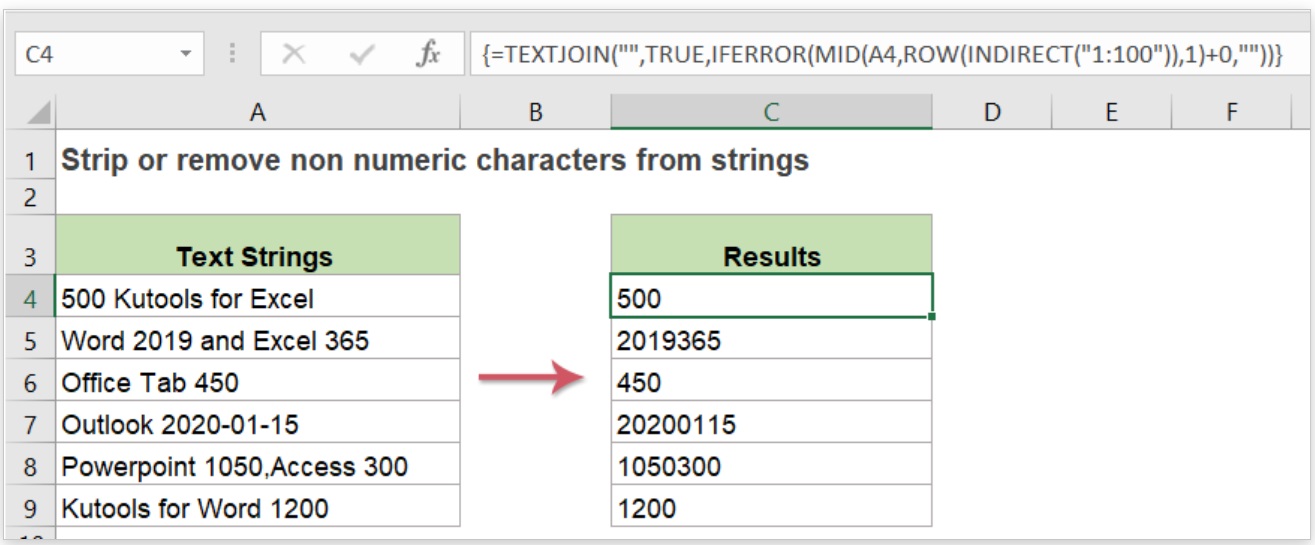 C4 fx {=TEXTJOIN("",TRUE,IFERROR(MID(A4,ROW(INDIRECT("1:100")),1)+0,""))}
A B C D E F
1 Strip or remove non numeric characters from strings
2
3 Text Strings Results
4 500 Kutools for Excel 500
5 Word 2019 and Excel 365 2019365
6 Office Tab 450 450
7 Outlook 2020-01-15 20200115
8 Powerpoint 1050,Access 300 1050300
9 Kutools for Word 1200 1200